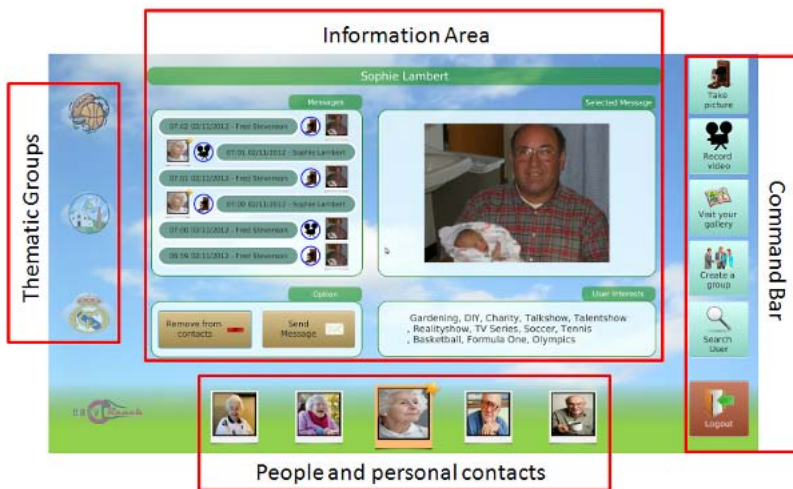 Information Area
Thematic Groups
Sophie Lambert
Messages
07:02 02/11/2012 - Fred Stevenson
07:01 02/11/2012 - Sophie Lambert
07:01 02/11/2012 - Fred Stevenson
07:00 02/11/2012 - Sophie Lambert
07:00 02/11/2012 - Fred Stevenson
06:59 02/11/2012 - Fred Stevenson
Selected Message
Option
Remove from
contacts
Send
Message
User Interests
Gardening, DIY, Charity, Talkshow, Talentshow
, Realityshow, TV Series, Soccer, Tennis
, Basketball, Formula One, Olympics
Take
picture
Record
video
Visit your
gallery
Create a
group
Search
User
Logout
Command Bar
People and personal contacts